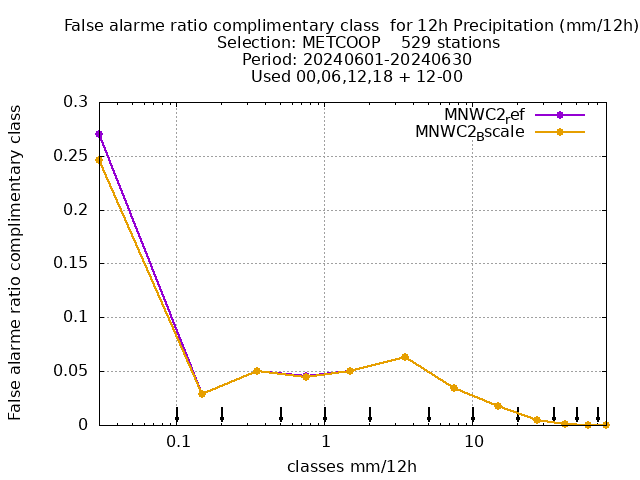 False alarme ratio complimentary class  for 12h Precipitation (mm/12h)
Selection: METCOOP    529 stations
Period: 20240601-20240630
Used 00,06,12,18 + 12-00
False alarme ratio complimentary class
0.3
0.25
0.2
0.15
0.1
0.05
0
MNWC2ref
MNWC2Bscale
0.1
1
10
classes mm/12h